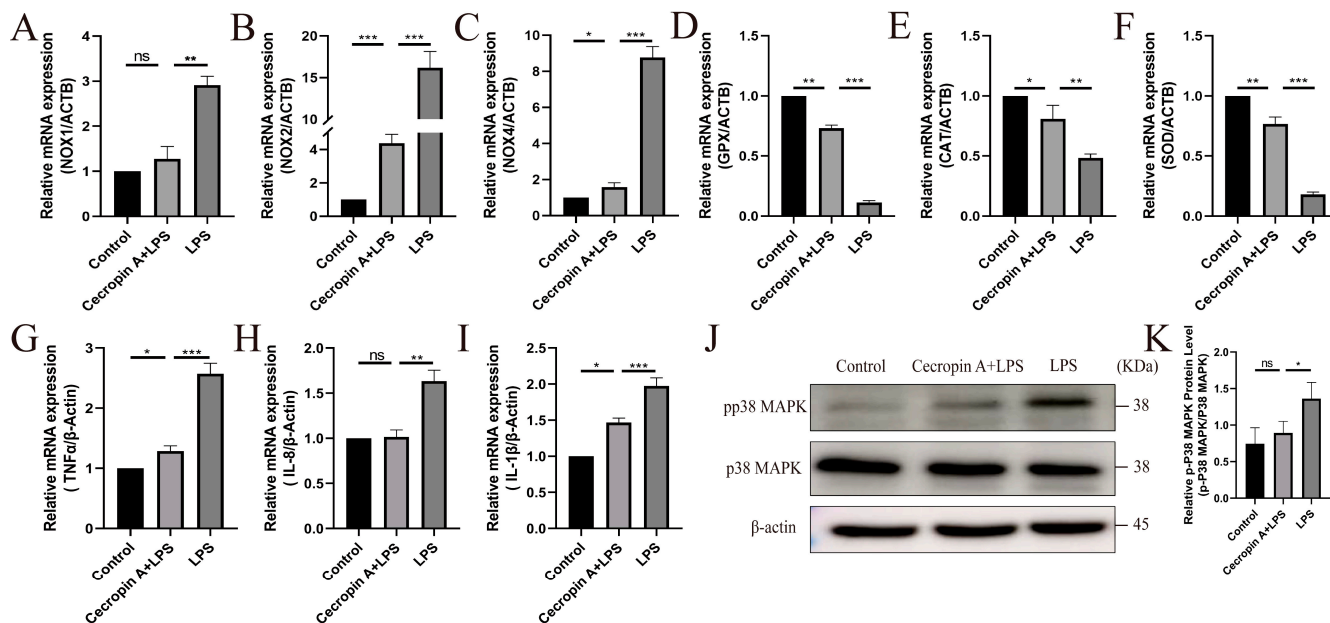 A
Relative mRNA expression
(NOX1/ACTB)
4
3
2
1
0
ns
**
Control
Cecropin A+LPS
LPS
B
Relative mRNA expression
(NOX2/ACTB)
20
15
10
4
2
0
***
***
Control
Cecropin A+LPS
LPS
C
Relative mRNA expression
(NOX4/ACTB)
10
8
6
4
2
0
*
***
Control
Cecropin A+LPS
LPS
D
Relative mRNA expression
(GPX/ACTB)
1.5
1.0
0.5
0.0
**
***
Control
Cecropin A+LPS
LPS
E
Relative mRNA expression
(CAT/ACTB)
1.5
1.0
0.5
0.0
*
**
Control
Cecropin A+LPS
LPS
F
Relative mRNA expression
(SOD/ACTB)
1.5
1.0
0.5
0.0
**
***
Control
Cecropin A+LPS
LPS
G
Relative mRNA expression
( TNFα/β-Actin)
3
2
1
0
*
***
Control
Cecropin A+LPS
LPS
H
Relative mRNA expression
( IL-8/β-Actin)
2.0
1.5
1.0
0.5
0.0
ns
**
Control
Cecropin A+LPS
LPS
I
Relative mRNA expression
( IL-1β/β-Actin)
2.5
2.0
1.5
1.0
0.5
0.0
*
***
Control
Cecropin A+LPS
LPS
J
Control Cecropin A+LPS LPS (KDa)
pp38 MAPK 38
p38 MAPK 38
β-actin 45
K
Relative p-P38 MAPK Protein Level
(p-P38 MAPK/P38 MAPK)
2.0
1.5
1.0
0.5
0.0
ns
*
Control
Cecropin A+LPS
LPS